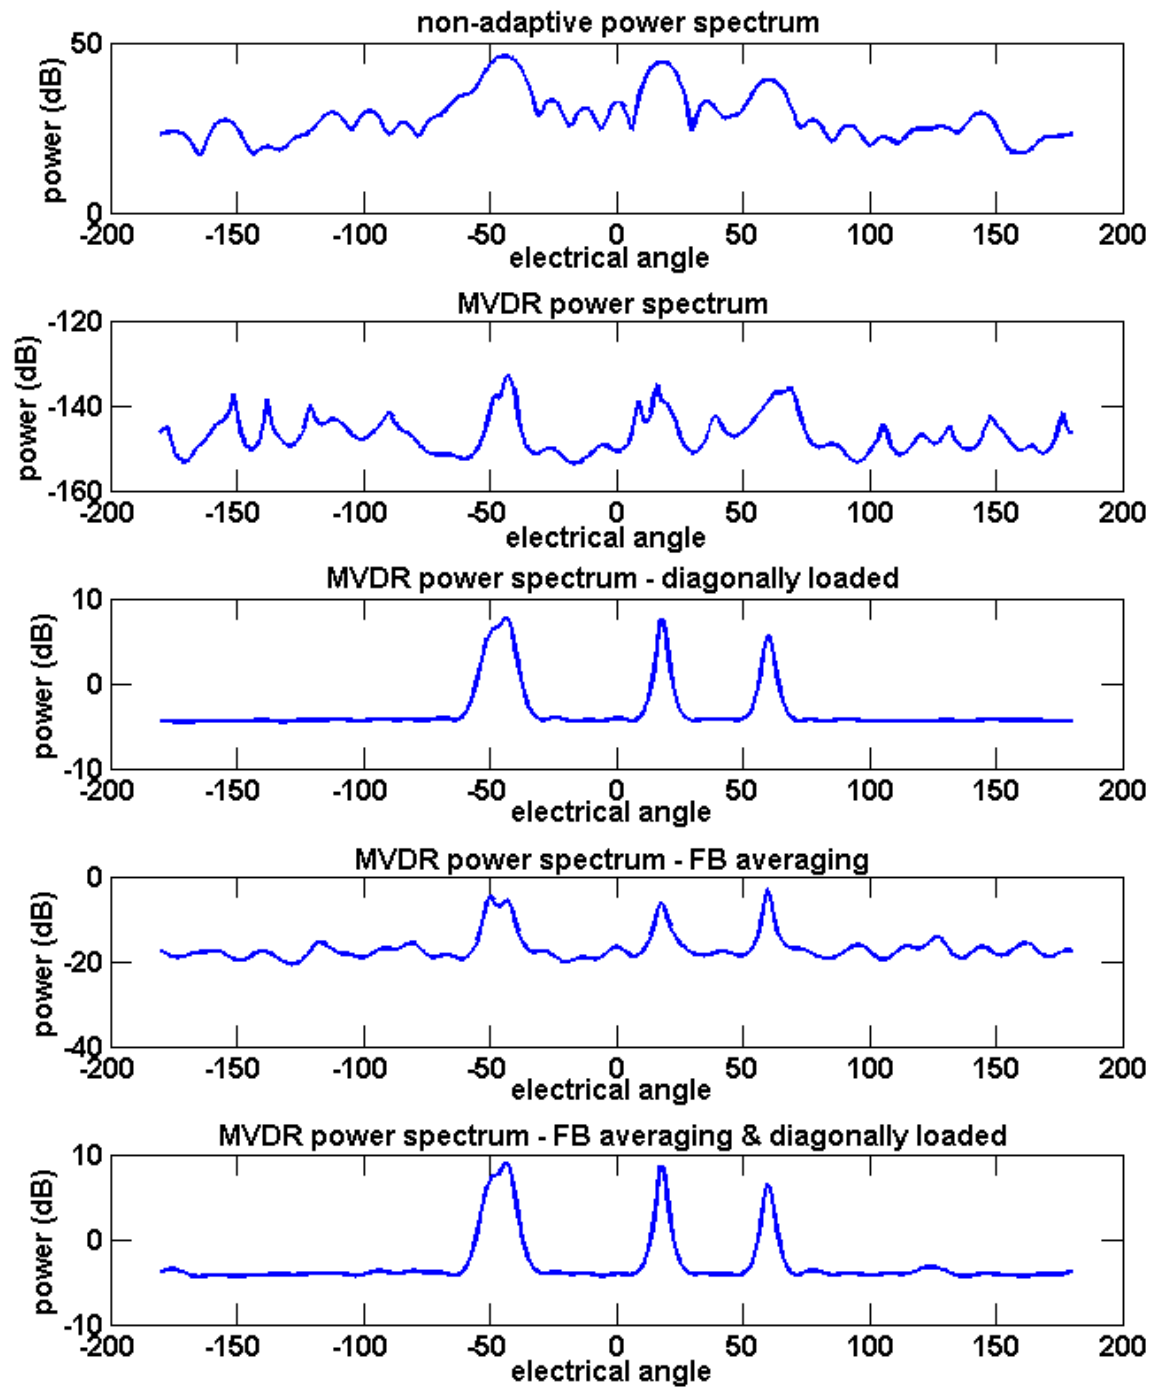 non-adaptive power spectrum
50
power (dB)
0
-200 -150 -100 -50 0 50 100 150 200
electrical angle
MVDR power spectrum
-120
power (dB)
-140
-160
-200 -150 -100 -50 0 50 100 150 200
electrical angle
MVDR power spectrum - diagonally loaded
10
power (dB)
0
-10
-200 -150 -100 -50 0 50 100 150 200
electrical angle
MVDR power spectrum - FB averaging
0
power (dB)
-20
-40
-200 -150 -100 -50 0 50 100 150 200
electrical angle
MVDR power spectrum - FB averaging & diagonally loaded
10
power (dB)
0
-10
-200 -150 -100 -50 0 50 100 150 200
electrical angle